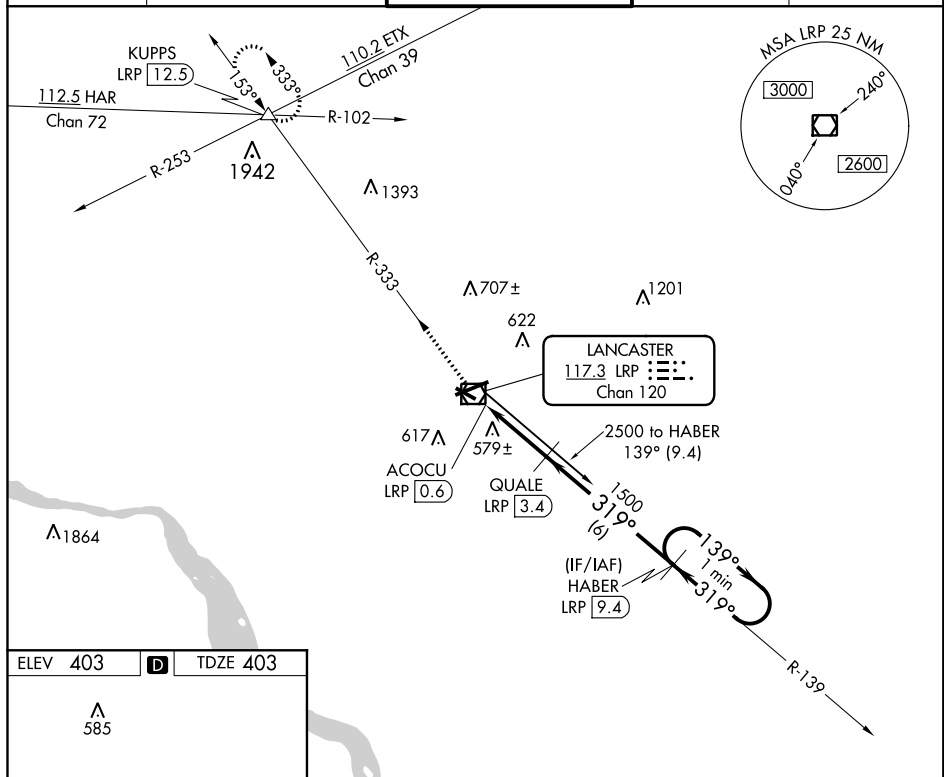 KUPPS
LRP 12.5
153°
333°
110.2 ETX
Chan 39
112.5 HAR
Chan 72
R-102
R-253
1942
1393
MSA LRP 25 NM
3000
240°
040°
2600
R-333
707±
1201
622
LANCASTER
117.3 LRP
Chan 120
617
579±
2500 to HABER
139° (9.4)
ACOCU
LRP 0.6
QUALE
LRP 3.4
1500
319°
(6)
1864
(IF/IAF)
HABER
LRP 9.4
139°
1 min
319°
R-139
ELEV 403 D TDZE 403
585